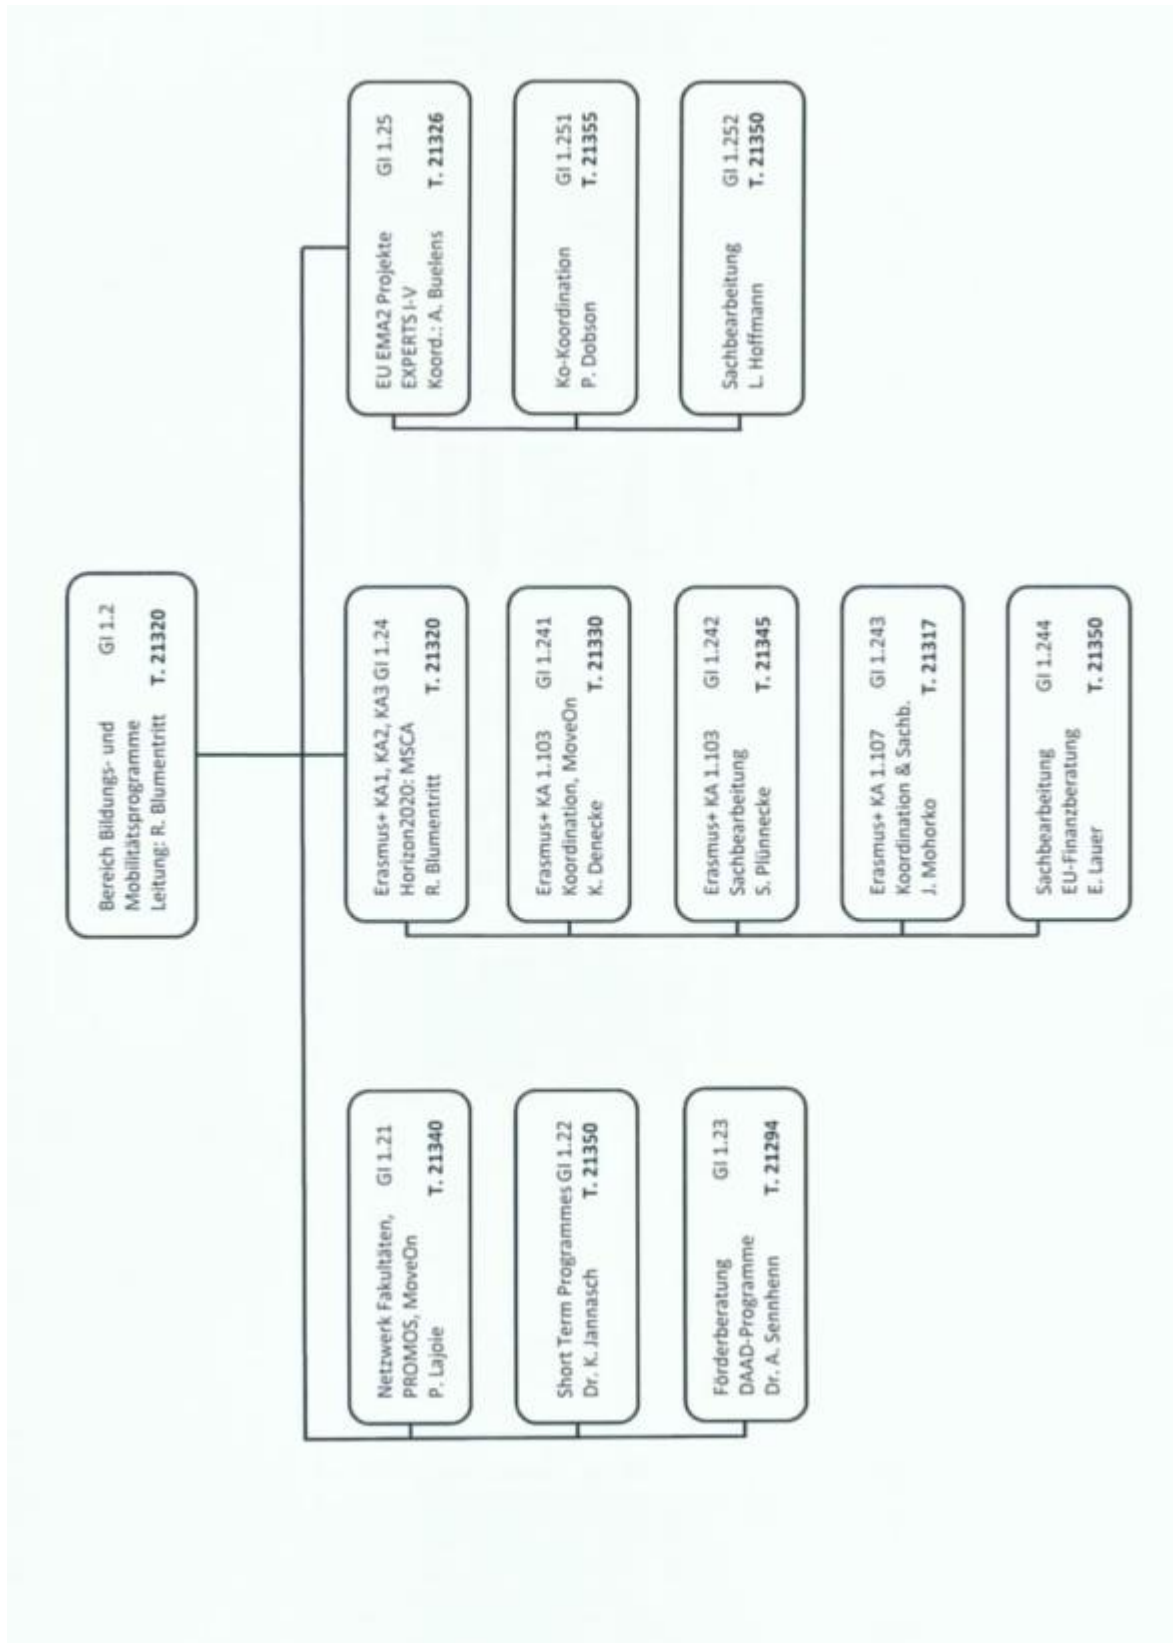 Bereich Bildungs- und GI 1.2
Mobilitätsprogramme
Leitung: R. Blumentritt T. 21320
Netzwerk Fakultäten, GI 1.21
PROMOS, MoveOn
P. Lajoie T. 21340
Short Term Programmes GI 1.22
Dr. K. Jannasch T. 21350
Förderberatung GI 1.23
DAAD-Programme
Dr. A. Sennhenn T. 21294
Erasmus+ KA1, KA2, KA3 GI 1.24
Horizon2020: MSCA
R. Blumentritt T. 21320
Erasmus+ KA 1.103 GI 1.241
Koordination, MoveOn
K. Denecke T. 21330
Erasmus+ KA 1.103 GI 1.242
Sachbearbeitung
S. Plünnecke T. 21345
Erasmus+ KA 1.107 GI 1.243
Koordination & Sachb.
J. Mohorko T. 21317
Sachbearbeitung GI 1.244
EU-Finanzberatung
E. Lauer T. 21350
EU EMA2 Projekte GI 1.25
EXPERTS I-V
Koord.: A. Buelens T. 21326
Ko-Koordination GI 1.251
P. Dobson T. 21355
Sachbearbeitung GI 1.252
L. Hoffmann T. 21350